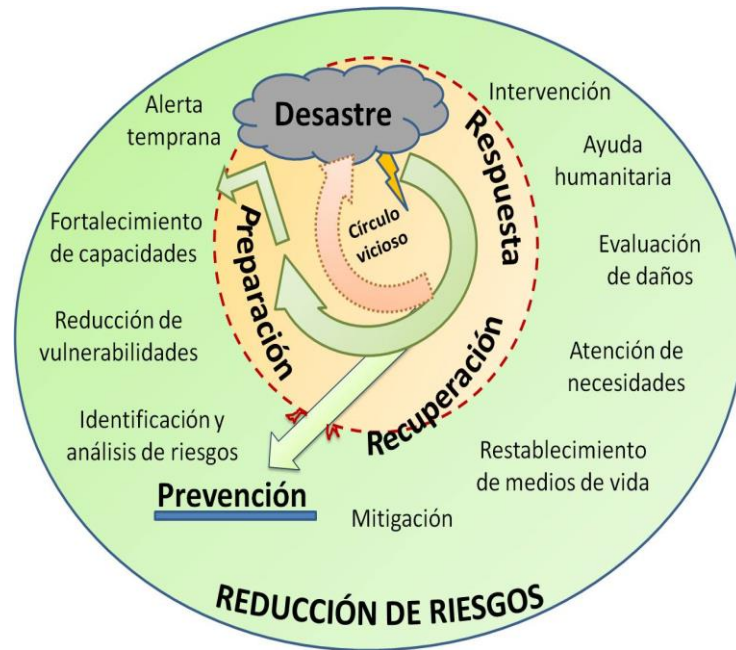 Desastre
Intervención
Ayuda
humanitaria
Evaluación
de daños
Atención de
necesidades
Restablecimiento
de medios de vida
Mitigación
Prevención
Identificación y
análisis de riesgos
Reducción de
vulnerabilidades
Fortalecimiento
de capacidades
Alerta
temprana
Respuesta
Recuperación
Preparación
Círculo
vicioso
REDUCCIÓN DE RIESGOS